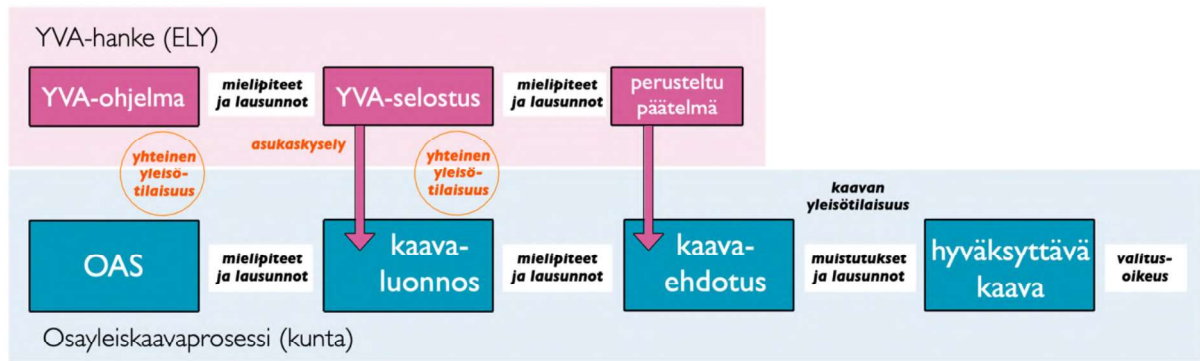 YVA-hanke (ELY)
YVA-ohjelma
mielipiteet
ja lausunnot
YVA-selostus
mielipiteet
ja lausunnot
perusteltu
päätelmä
yhteinen
yleisö-
tilaisuus
asukaskysely
yhteinen
yleisö-
tilaisuus
kaavan
yleisötilaisuus
OAS
mielipiteet
ja lausunnot
kaava-
luonnos
mielipiteet
ja lausunnot
kaava-
ehdotus
muistutukset
ja lausunnot
hyväksyttävä
kaava
valitus-
oikeus
Osayleiskaavaprosessi (kunta)